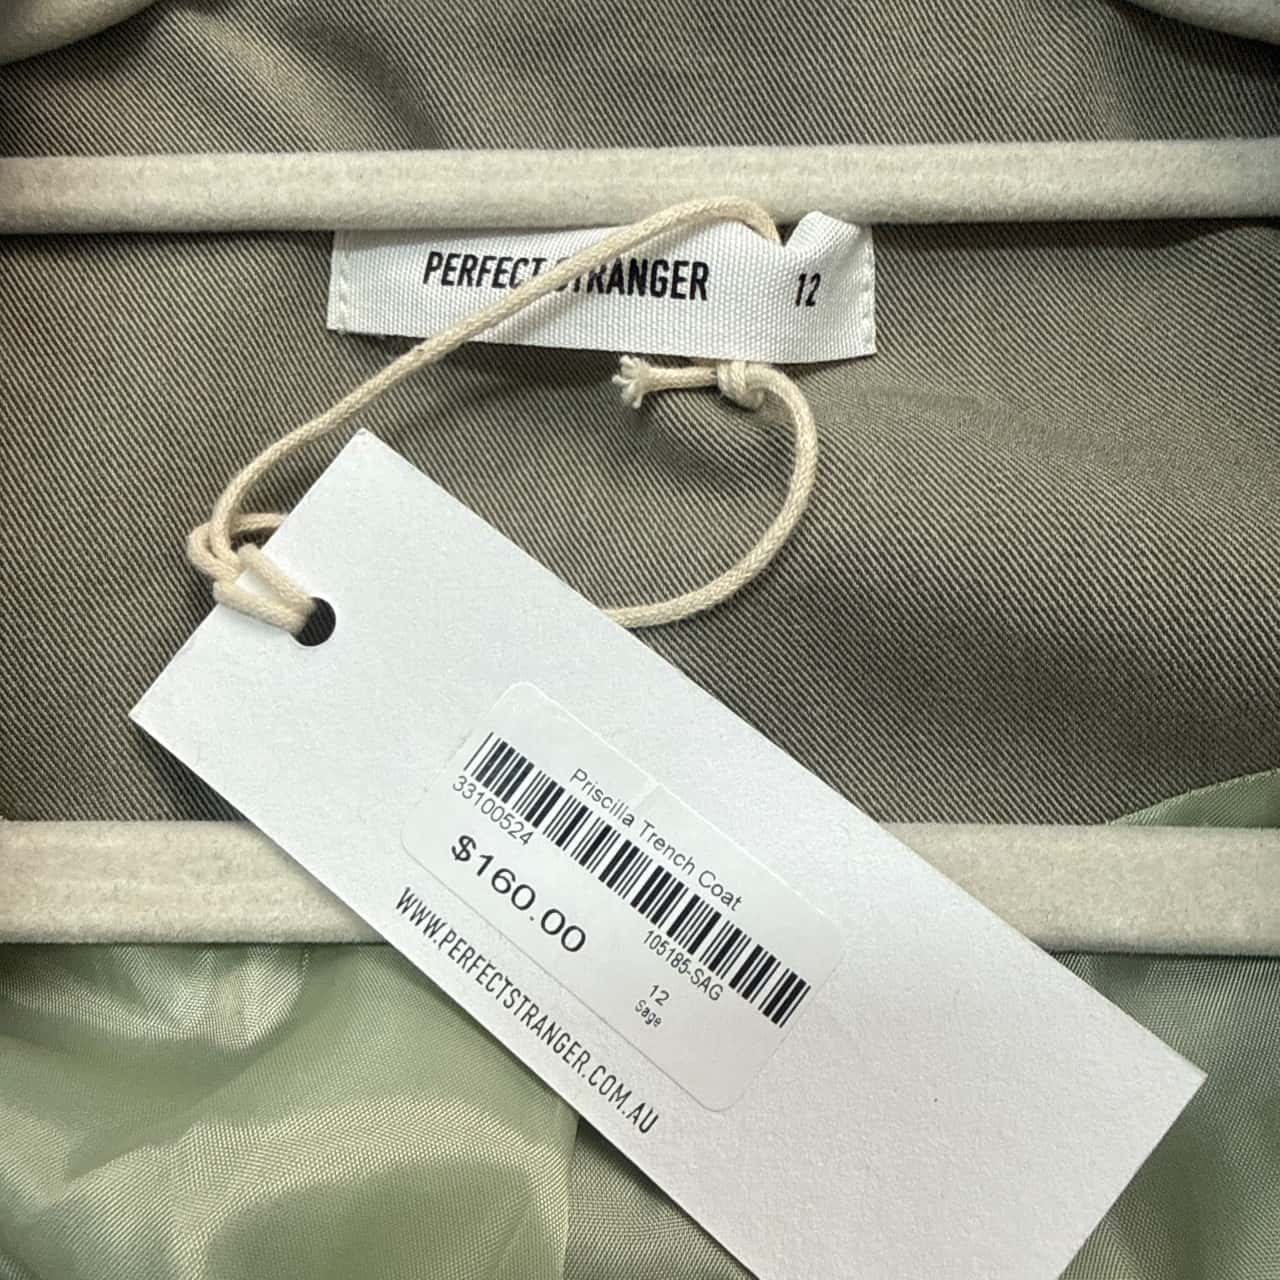 PERFECT STRANGER 12
Priscilla Trench Coat
33100524
105185-SAG
$160.00
12
Sage
WWW.PERFECTSTRANGER.COM.AU